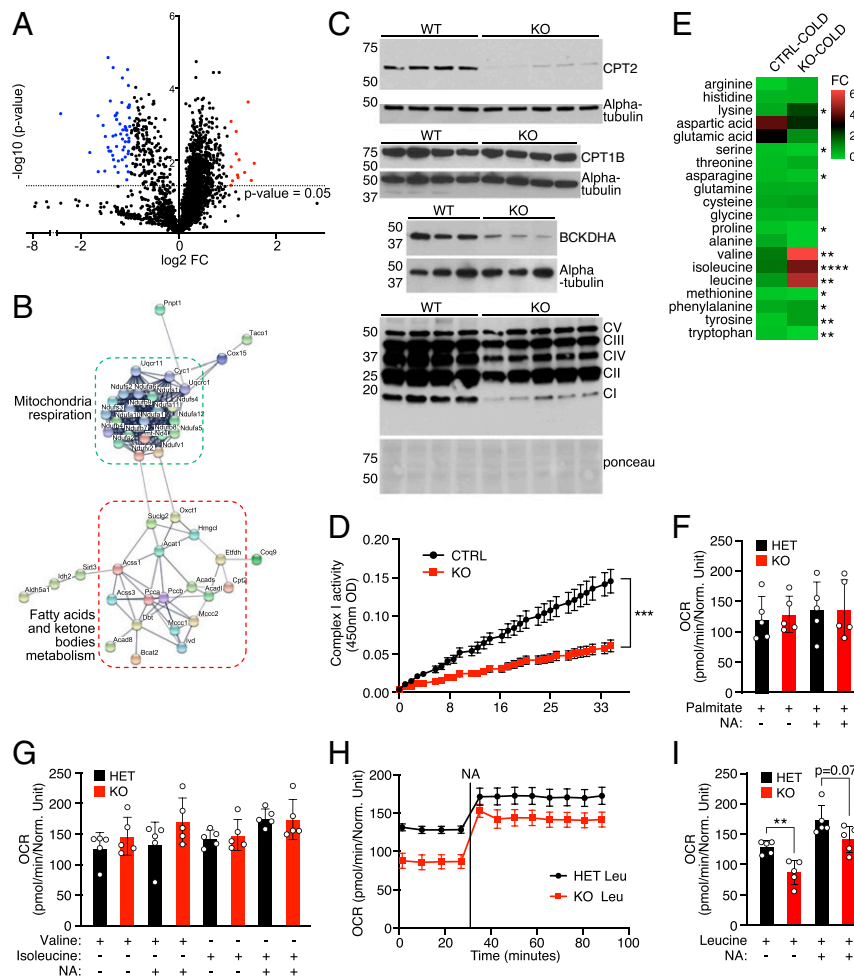 A
-log10 (p-value)
6
4
2
0
p-value = 0.05
-8
-4
-2
0
2
log2 FC
B
Pnpt1
Taco1
Cox15
Uqcr11
Cyc1
Uqcrc1
Ndufs4
Ndufa11
Ndufa12
Ndufb3
Ndufa10
Ndufb8
Ndufa5
Nd4
Ndufv2
Ndufv1
Mitochondria
respiration
Suclg2
Oxct1
Hmgcl
Acat1
Etfdh
Coq9
Sirt3
Acss1
Idh2
Acads
Cpt2
Aldh5a1
Acadl
Acss3
Pcca
Pccb
Mccc2
Dbt
Mccc1
Acad8
Ivd
Bcat2
Fatty acids
and ketone
bodies
metabolism
C
WT KO
75
50
CPT2
50
Alpha-
tubulin
WT KO
75
50
CPT1B
50
37
Alpha-
tubulin
WT KO
50
37
BCKDHA
50
37
Alpha
-tubulin
WT KO
50
37
25
20
CV
CIII
CIV
CII
CI
75
50
ponceau
D
Complex I activity
(450nm OD)
0.20
0.15
0.10
0.05
0.00
0 8 16 23 33
CTRL
KO
***
E
CTRL-COLD
KO-COLD
FC
6
4
2
0
arginine
histidine
lysine *
aspartic acid
glutamic acid
serine *
threonine
asparagine *
glutamine
cysteine
glycine
proline *
alanine
valine **
isoleucine ****
leucine **
methionine *
phenylalanine *
tyrosine **
tryptophan **
F
OCR
(pmol/min/Norm. Unit)
250
200
150
100
50
0
HET
KO
Palmitate + + + +
NA: - - + +
G
OCR
(pmol/min/Norm. Unit)
250
200
150
100
50
0
HET
KO
Valine: + + + + - - - -
Isoleucine: - - - - + + + +
NA: - - + + - - + +
H
NA
OCR (pmol/min/Norm. Unit)
200
150
100
50
0
0 20 40 60 80 100
Time (minutes)
HET Leu
KO Leu
I
OCR
(pmol/min/Norm. Unit)
250
200
150
100
50
0
HET
KO
p=0.07
**
Leucine + + + +
NA: - - + +